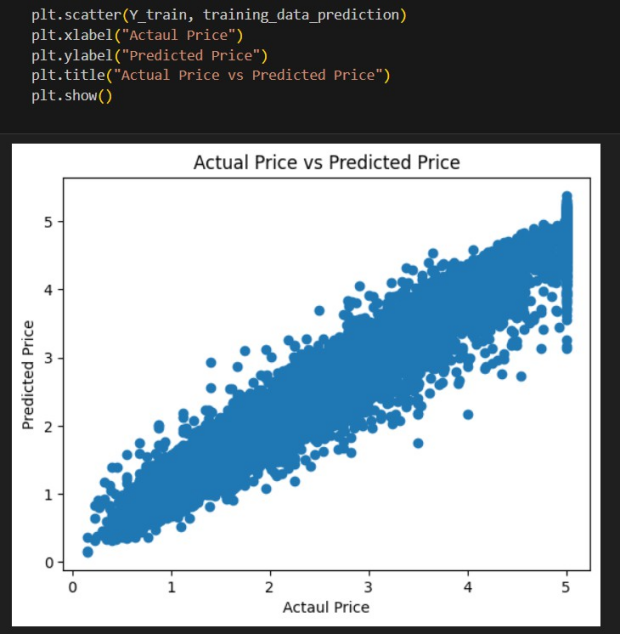 plt.scatter(Y_train, training_data_prediction)
plt.xlabel("Actaul Price")
plt.ylabel("Predicted Price")
plt.title("Actual Price vs Predicted Price")
plt.show()
Actual Price vs Predicted Price
5
4
3
2
1
0
Predicted Price
0 1 2 3 4 5
Actaul Price